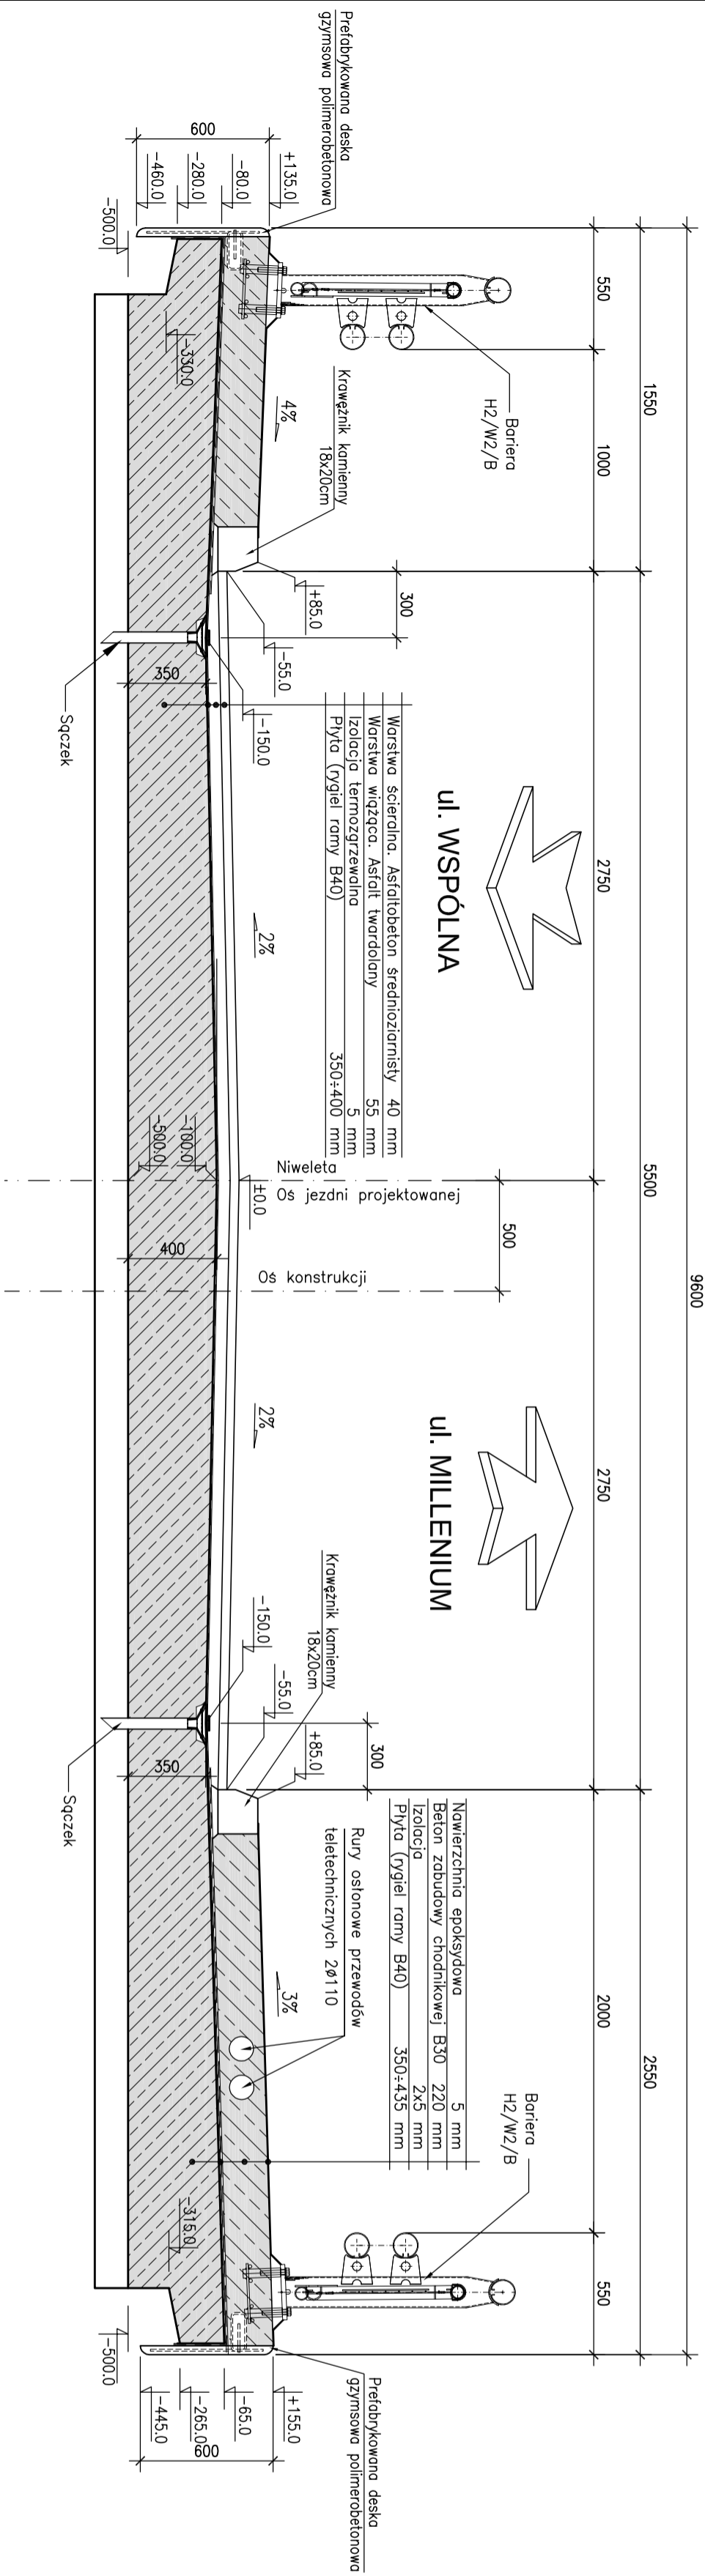 9600
1550
5500
2550
550
1000
2750
2750
2000
550
500
300
300
Prefabrykowana deska
gzymsowa polimerobetonowa
600
+135.0
-80.0
-280.0
-460.0
-500.0
-330.0
Bariera
H2/W2/B
4%
Krawężnik kamienny
18x20cm
+85.0
-55.0
-150.0
350
Sączek
ul. WSPÓLNA
Warstwa ścieralna. Asfaltobeton średnioziarnisty 40 mm
Warstwa wiążąca. Asfalt twardolany 55 mm
Izolacja termozgrzewalna 5 mm
Płyta (rygiel ramy B40) 350÷400 mm
2%
Niweleta
Oś jezdni projektowanej
±0.0
-100.0
-500.0
400
Oś konstrukcji
ul. MILLENIUM
2%
Krawężnik kamienny
18x20cm
-150.0
-55.0
+85.0
350
Sączek
Nawierzchnia epoksydowa 5 mm
Beton zabudowy chodnikowej B30 220 mm
Izolacja 2x5 mm
Płyta (rygiel ramy B40) 350÷435 mm
Rury osłonowe przewodów
teletechnicznych 2ø110
3%
Bariera
H2/W2/B
-315.0
-500.0
+155.0
-65.0
-265.0
-445.0
600
Prefabrykowana deska
gzymsowa polimerobetonowa